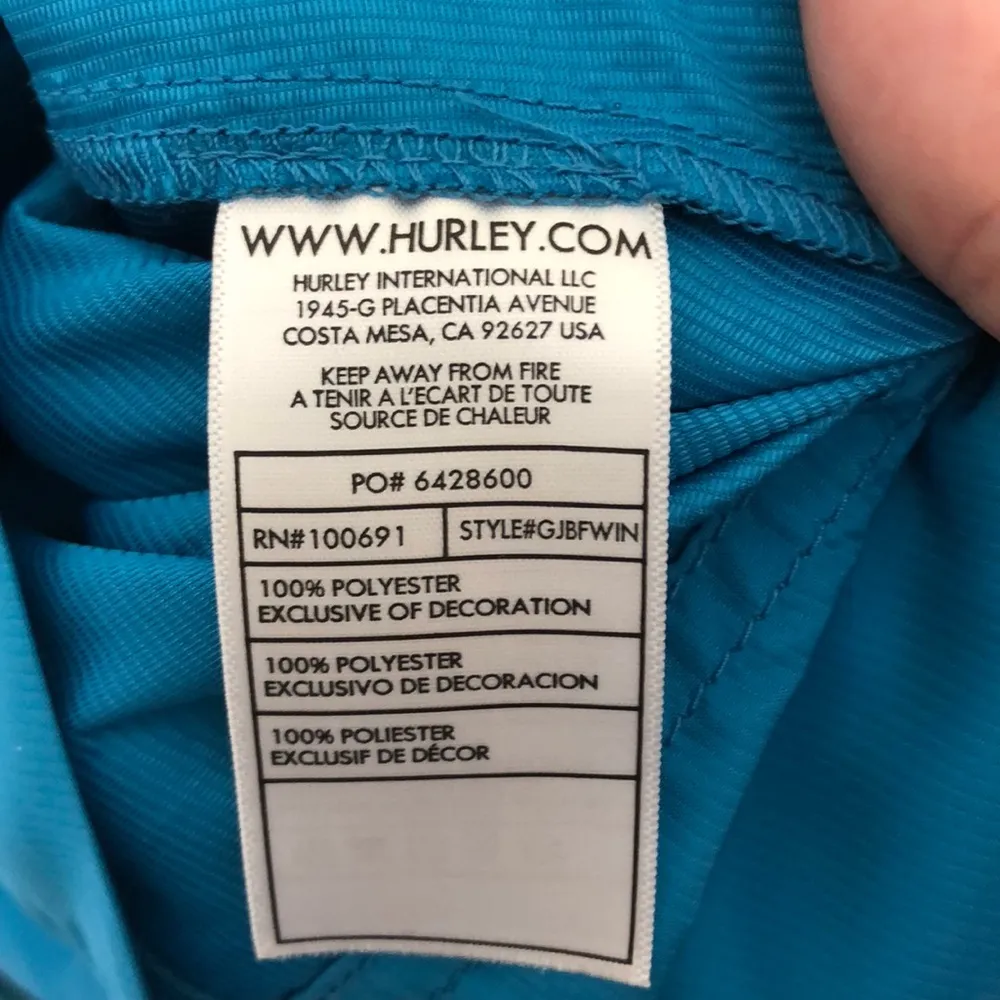 WWW.HURLEY.COM
HURLEY INTERNATIONAL LLC
1945-G PLACENTIA AVENUE
COSTA MESA, CA 92627 USA
KEEP AWAY FROM FIRE
A TENIR A L'ECART DE TOUTE
SOURCE DE CHALEUR
PO# 6428600
RN#100691 STYLE#GJBFWIN
100% POLYESTER
EXCLUSIVE OF DECORATION
100% POLYESTER
EXCLUSIVO DE DECORACION
100% POLIESTER
EXCLUSIF DE DÉCOR